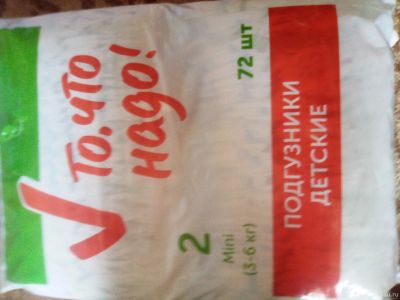 То, что
надо!
2
Mini
(3-6 кг)
72 шт
ПОДГУЗНИКИ
ДЕТСКИЕ